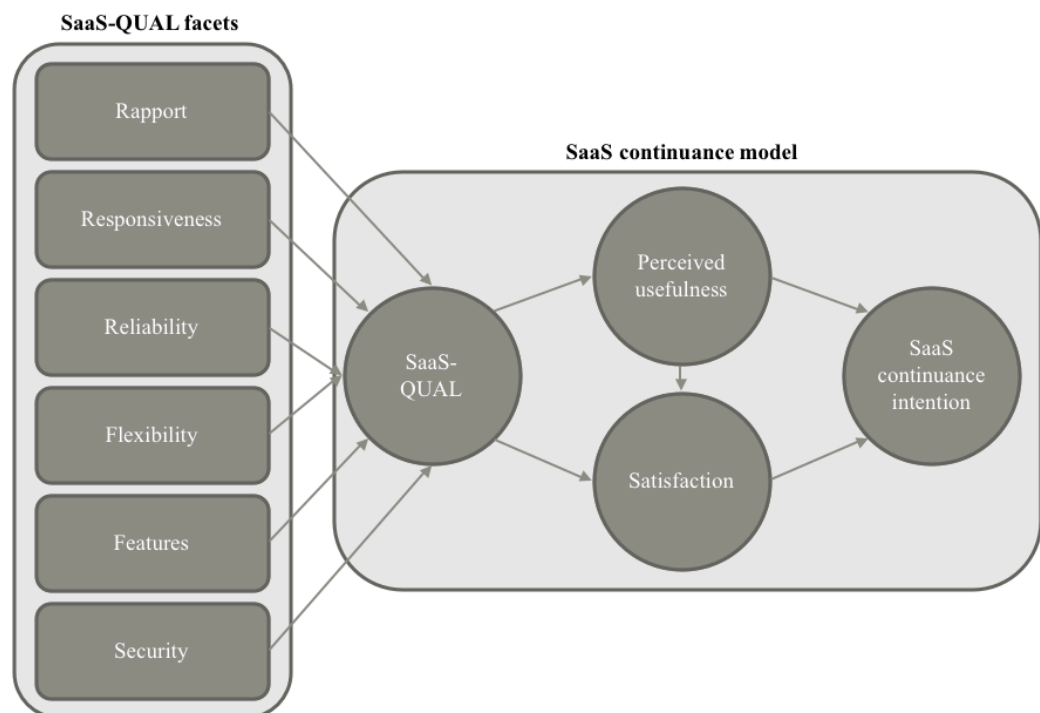 SaaS-QUAL facets
Rapport
Responsiveness
Reliability
Flexibility
Features
Security
SaaS continuance model
SaaS-
QUAL
Perceived
usefulness
Satisfaction
SaaS
continuance
intention